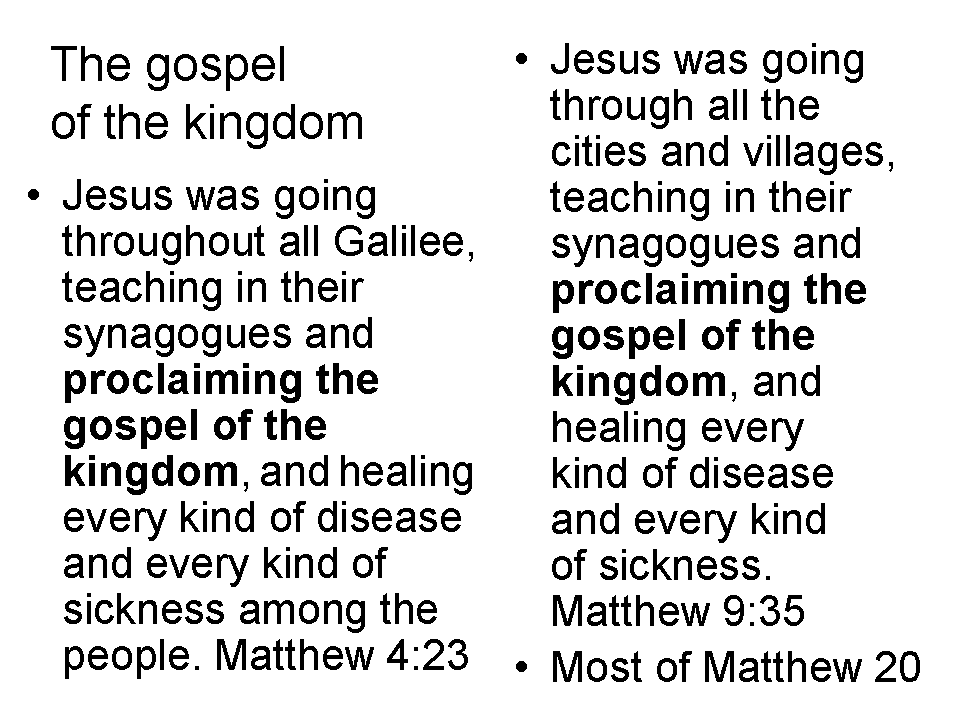 The gospel
of the kingdom
• Jesus was going
throughout all Galilee,
teaching in their
synagogues and
proclaiming the
gospel of the
kingdom, and healing
every kind of disease
and every kind of
sickness among the
people. Matthew 4:23
• Jesus was going
through all the
cities and villages,
teaching in their
synagogues and
proclaiming the
gospel of the
kingdom, and
healing every
kind of disease
and every kind
of sickness.
Matthew 9:35
• Most of Matthew 20